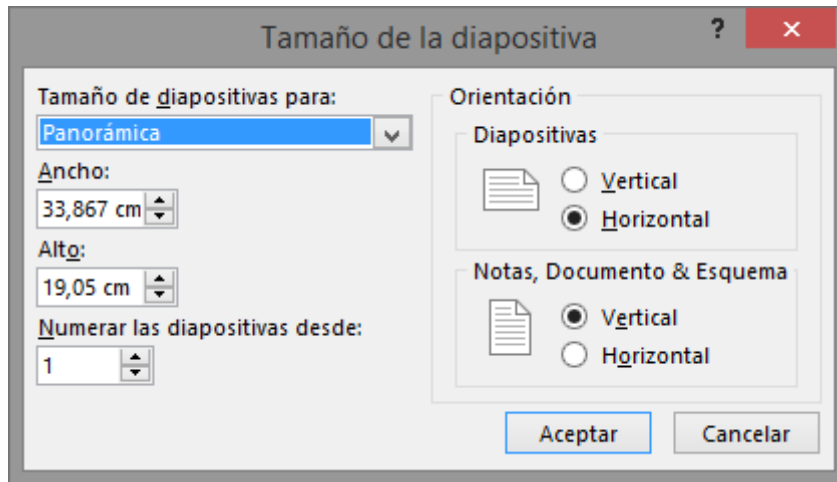 Tamaño de la diapositiva
?
Tamaño de diapositivas para:
Panorámica
Ancho:
33,867 cm
Alto:
19,05 cm
Numerar las diapositivas desde:
1
Orientación
Diapositivas
Vertical
Horizontal
Notas, Documento & Esquema
Vertical
Horizontal
Aceptar
Cancelar